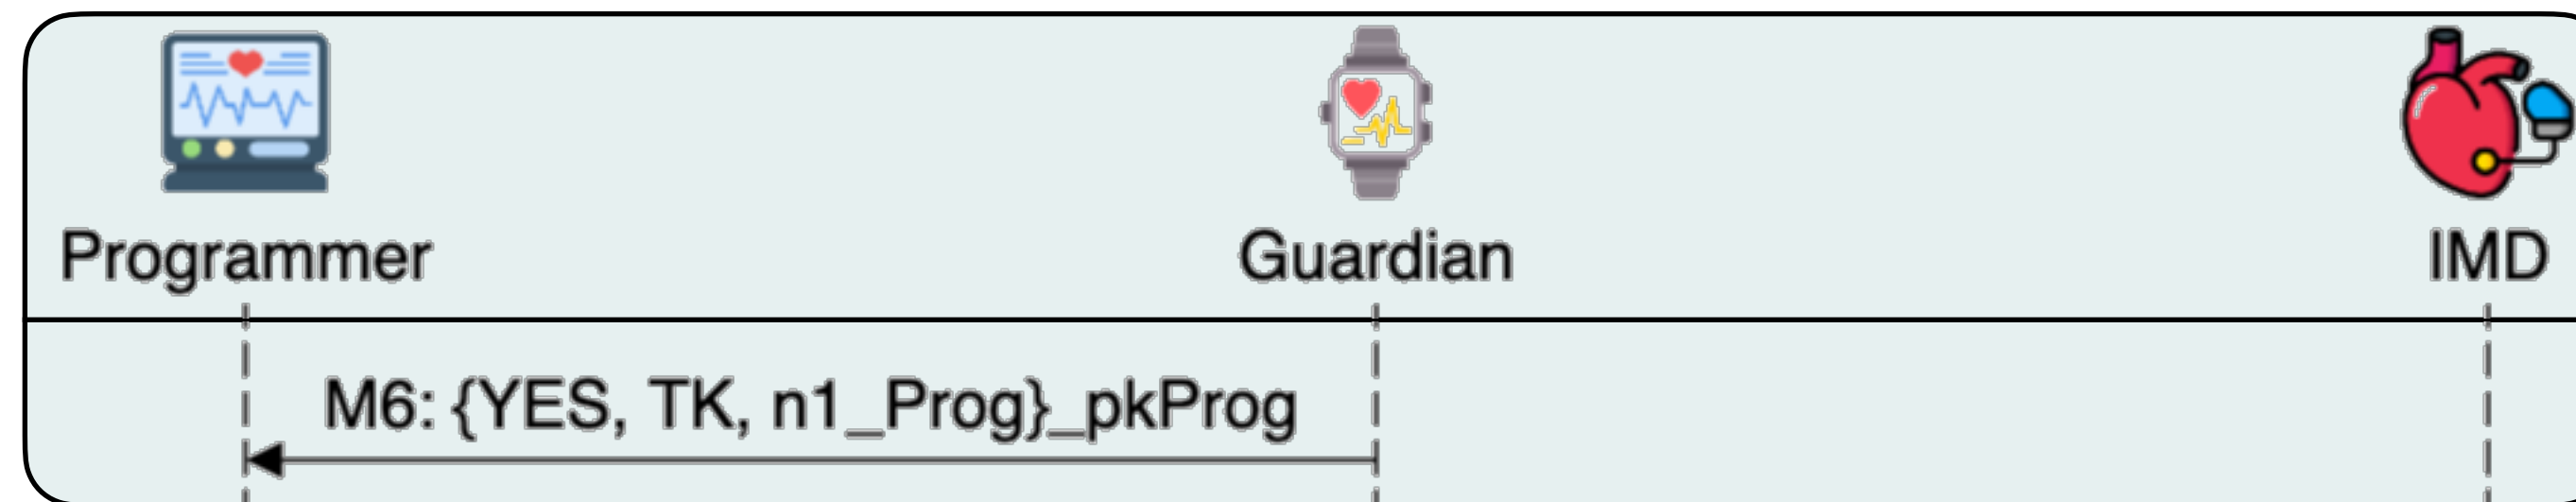 Programmer
Guardian
IMD
M6: {YES, TK, n1_Prog}_pkProg